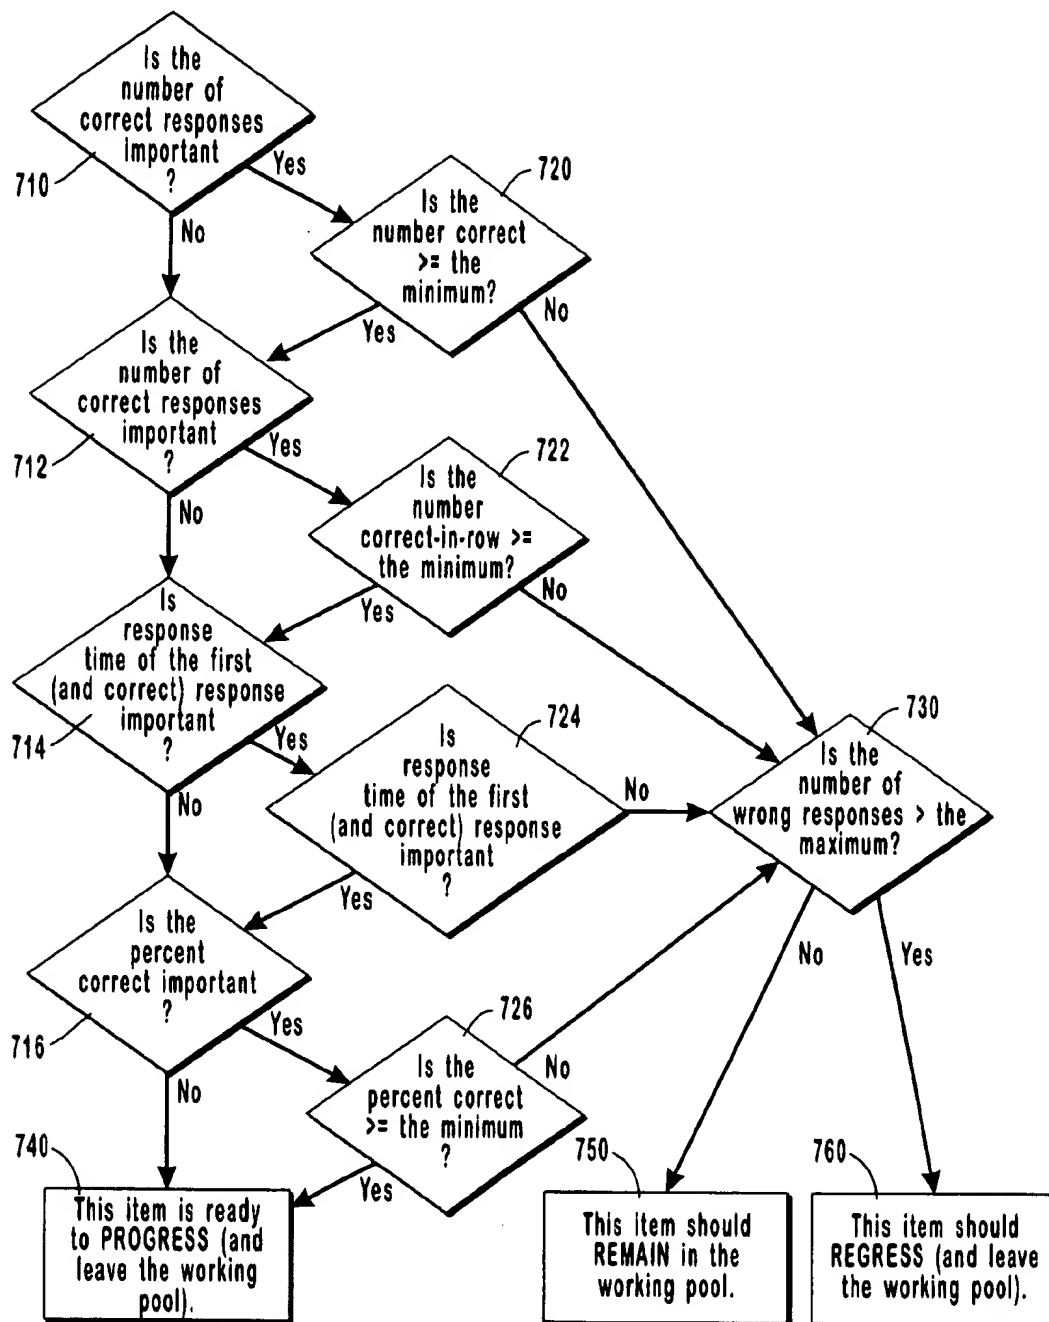 Is the
number of
correct responses
important
?
710
Yes
No
720
Is the
number correct
>= the
minimum?
Yes
No
Is the
number of
correct responses
important
?
712
Yes
No
722
Is the
number
correct-in-row >=
the minimum?
Yes
No
Is
response
time of the first
(and correct) response
important
?
714
Yes
No
724
Is
response
time of the first
(and correct) response
important
?
Yes
No
730
Is the
number of
wrong responses > the
maximum?
No
Yes
Is the
percent
correct important
?
716
Yes
No
726
Is the
percent correct
>= the minimum
?
Yes
No
740
This item is ready
to PROGRESS (and
leave the working
pool).
750
This item should
REMAIN in the
working pool.
760
This item should
REGRESS (and leave
the working pool).